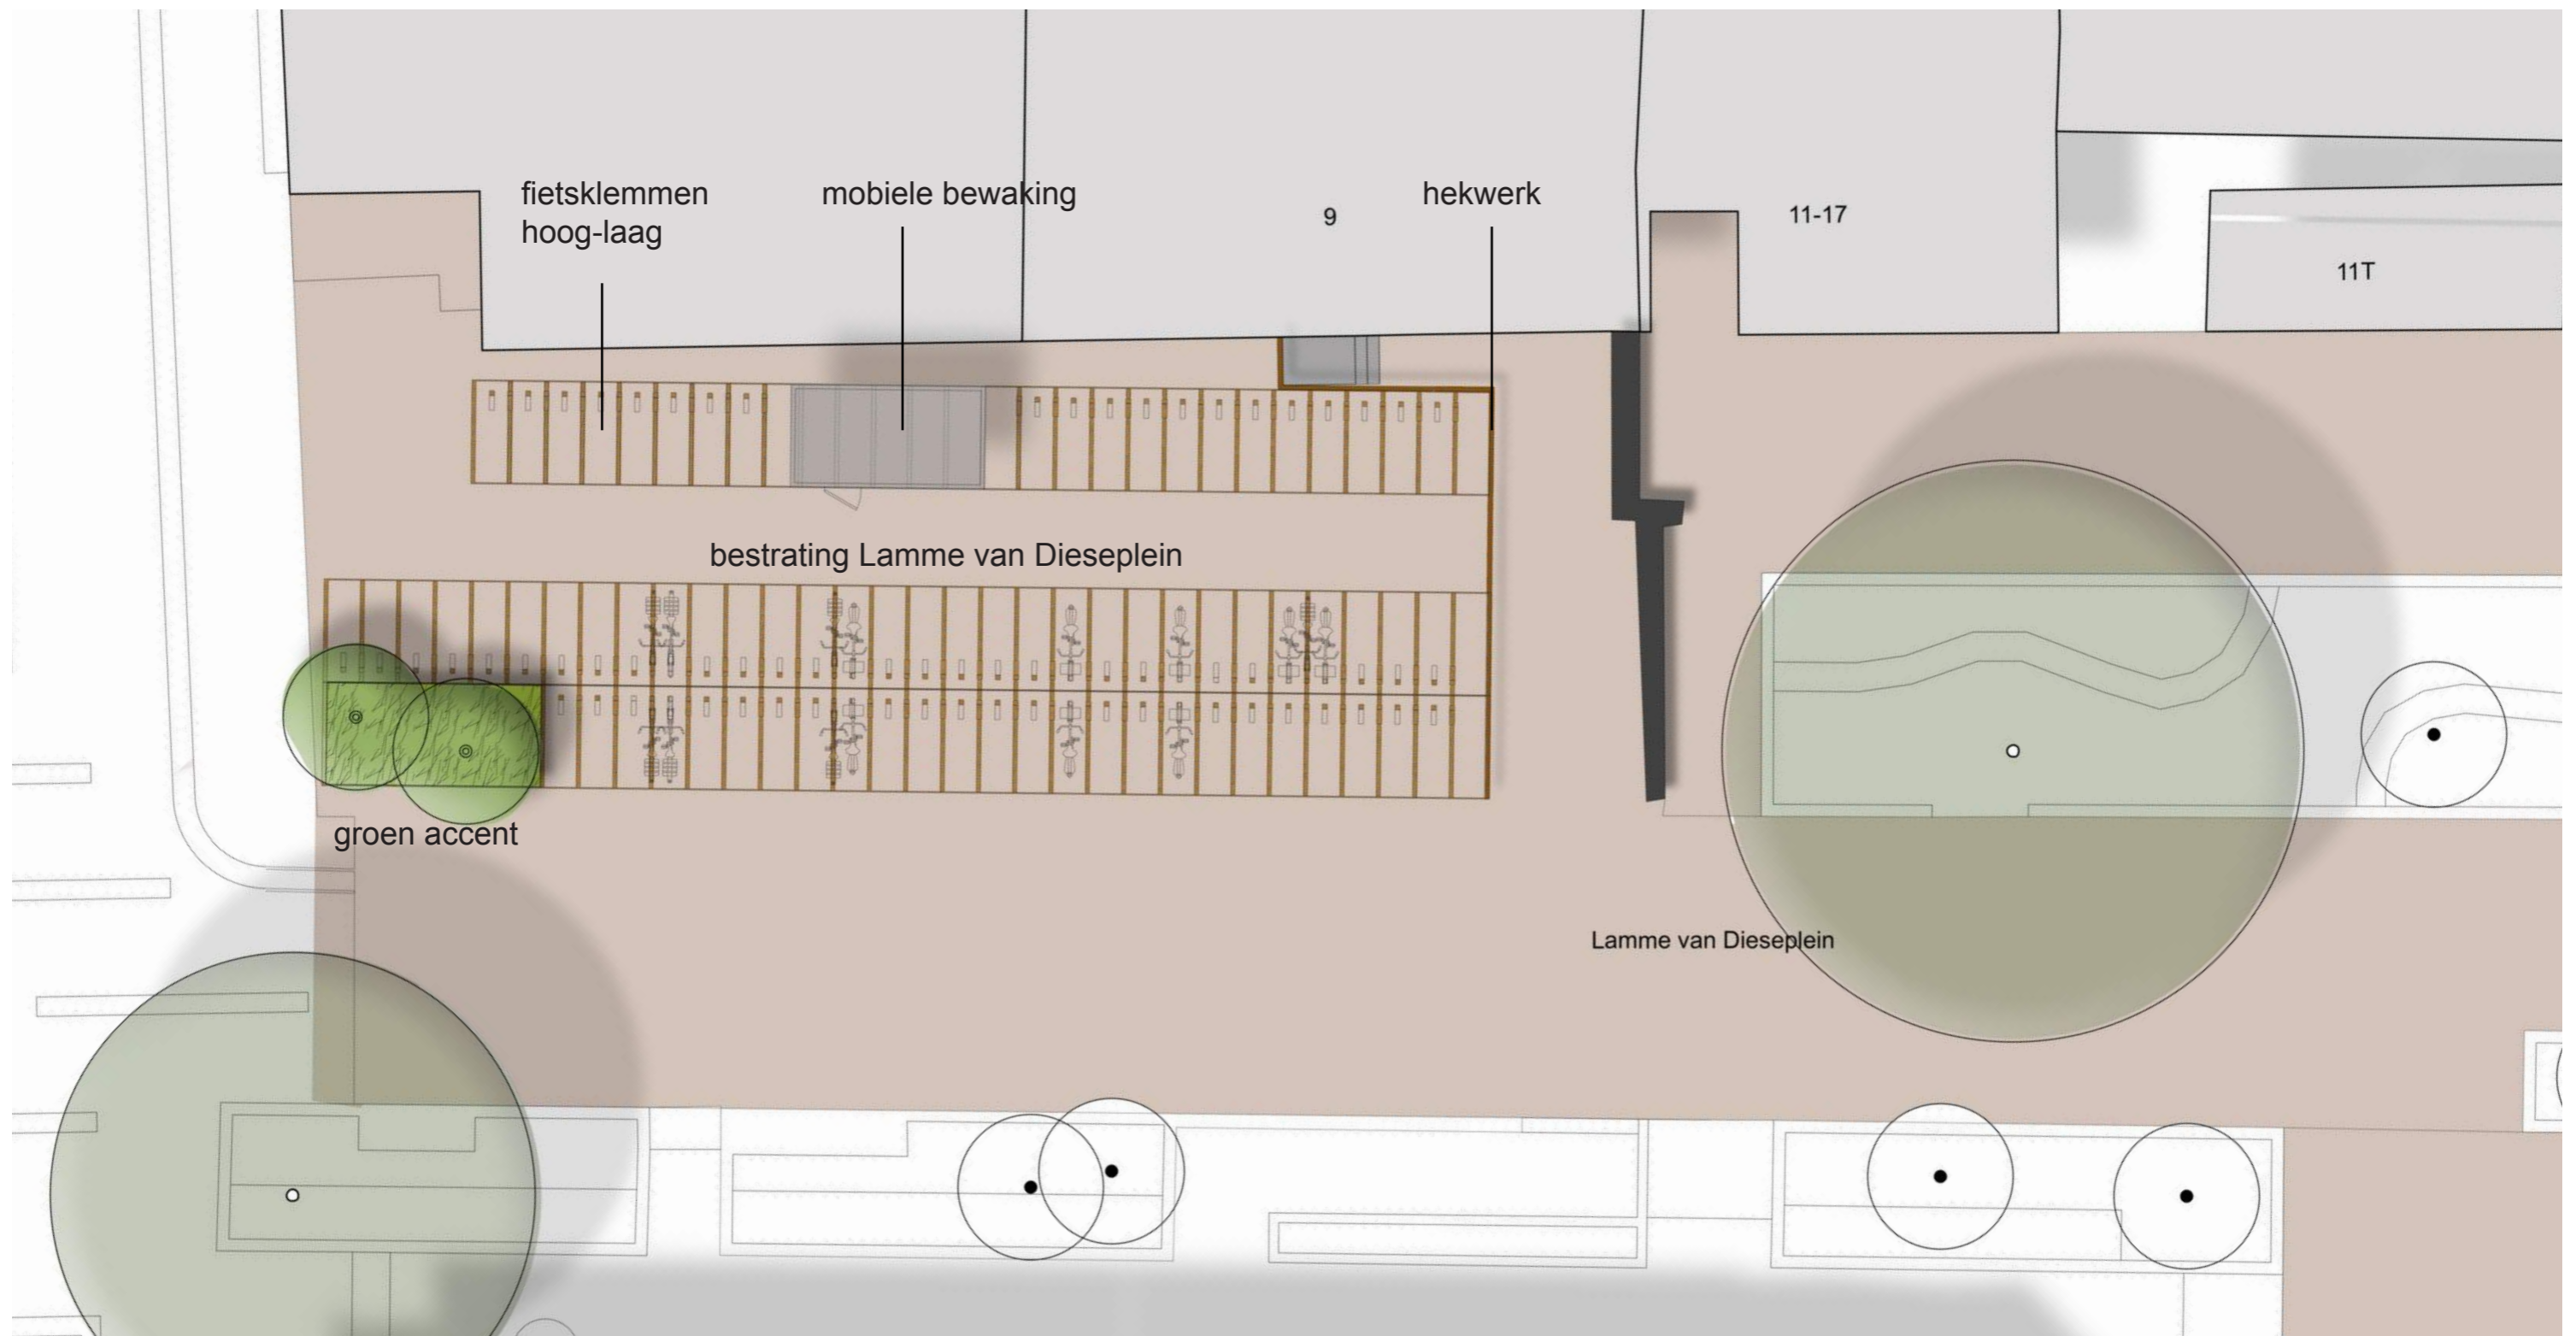 fietsklemmen
hoog-laag
mobiele bewaking
9
hekwerk
11-17
11T
bestrating Lamme van Dieseplein
groen accent
Lamme van Dieseplein